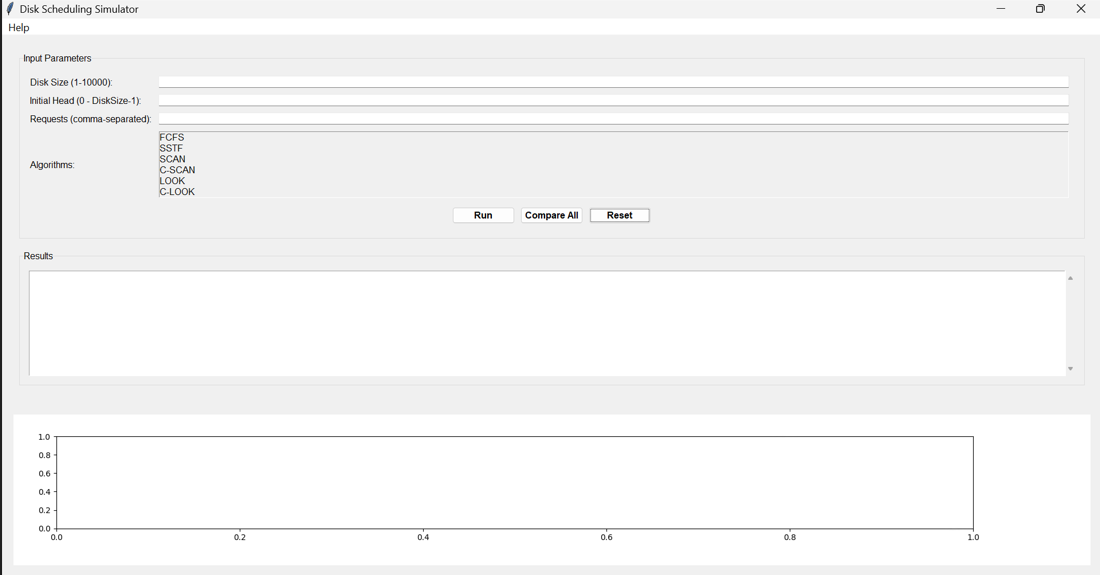 Disk Scheduling Simulator
Help
Input Parameters
Disk Size (1-10000):
Initial Head (0 - DiskSize-1):
Requests (comma-separated):
Algorithms:
FCFS
SSTF
SCAN
C-SCAN
LOOK
C-LOOK
Run Compare All Reset
Results
1.0
0.8
0.6
0.4
0.2
0.0
0.0 0.2 0.4 0.6 0.8 1.0